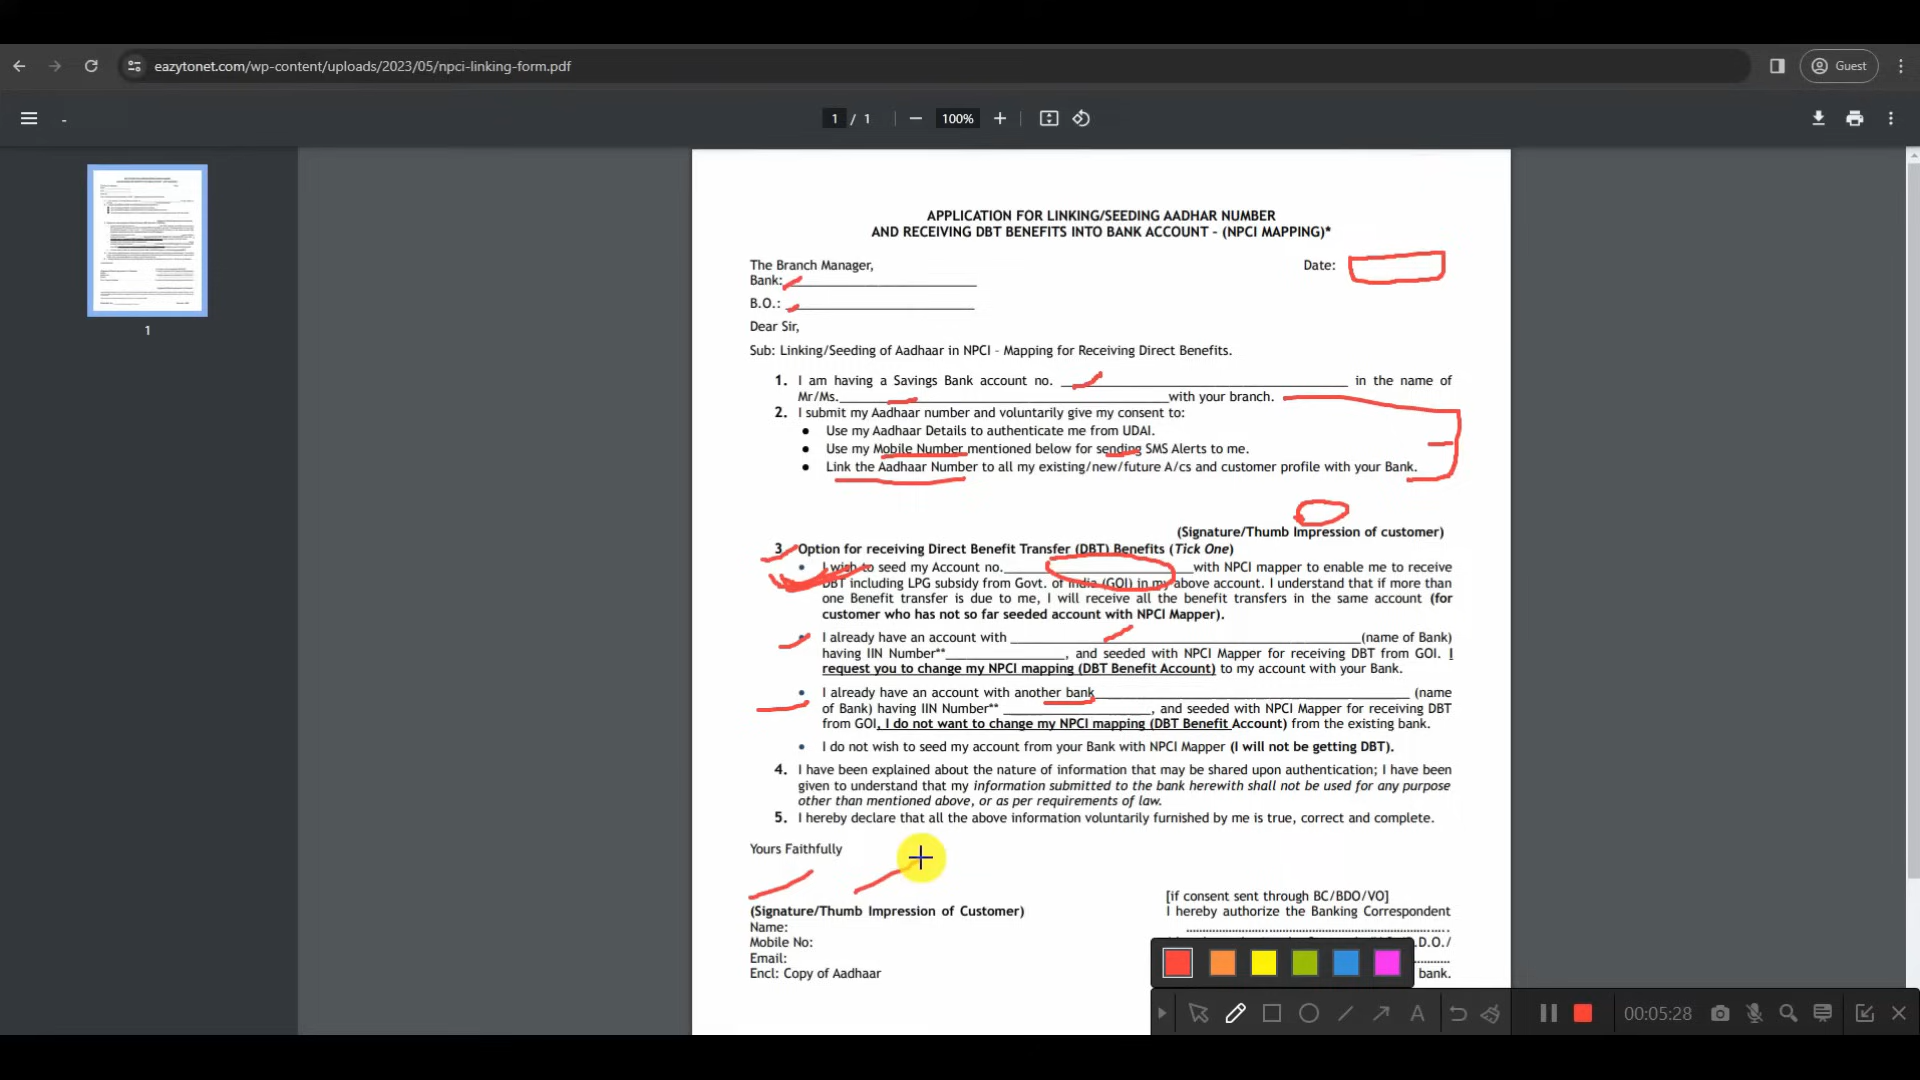 eazytonet.com/wp-content/uploads/2023/05/npci-linking-form.pdf
Guest
-
1 / 1
100%
1
APPLICATION FOR LINKING/SEEDING AADHAR NUMBER
AND RECEIVING DBT BENEFITS INTO BANK ACCOUNT - (NPCI MAPPING)*
The Branch Manager,
Date:
Bank:
B.O.:
Dear Sir,
Sub: Linking/Seeding of Aadhaar in NPCI - Mapping for Receiving Direct Benefits.
1. I am having a Savings Bank account no. in the name of
Mr/Ms. with your branch.
2. I submit my Aadhaar number and voluntarily give my consent to:
● Use my Aadhaar Details to authenticate me from UDAI.
● Use my Mobile Number mentioned below for sending SMS Alerts to me.
● Link the Aadhaar Number to all my existing/new/future A/cs and customer profile with your Bank.
(Signature/Thumb Impression of customer)
3 Option for receiving Direct Benefit Transfer (DBT) Benefits (Tick One)
• I wish to seed my Account no. with NPCI mapper to enable me to receive
DBT including LPG subsidy from Govt. of India (GOI) in my above account. I understand that if more than
one Benefit transfer is due to me, I will receive all the benefit transfers in the same account (for
customer who has not so far seeded account with NPCI Mapper).
• I already have an account with (name of Bank)
having IIN Number** , and seeded with NPCI Mapper for receiving DBT from GOI. I
request you to change my NPCI mapping (DBT Benefit Account) to my account with your Bank.
• I already have an account with another bank (name
of Bank) having IIN Number** , and seeded with NPCI Mapper for receiving DBT
from GOI, I do not want to change my NPCI mapping (DBT Benefit Account) from the existing bank.
• I do not wish to seed my account from your Bank with NPCI Mapper (I will not be getting DBT).
4. I have been explained about the nature of information that may be shared upon authentication; I have been
given to understand that my information submitted to the bank herewith shall not be used for any purpose
other than mentioned above, or as per requirements of law.
5. I hereby declare that all the above information voluntarily furnished by me is true, correct and complete.
Yours Faithfully
(Signature/Thumb Impression of Customer)
Name:
Mobile No:
Email:
Encl: Copy of Aadhaar
[if consent sent through BC/BDO/VO]
I hereby authorize the Banking Correspondent
.D.O./
bank.
A
00:05:28